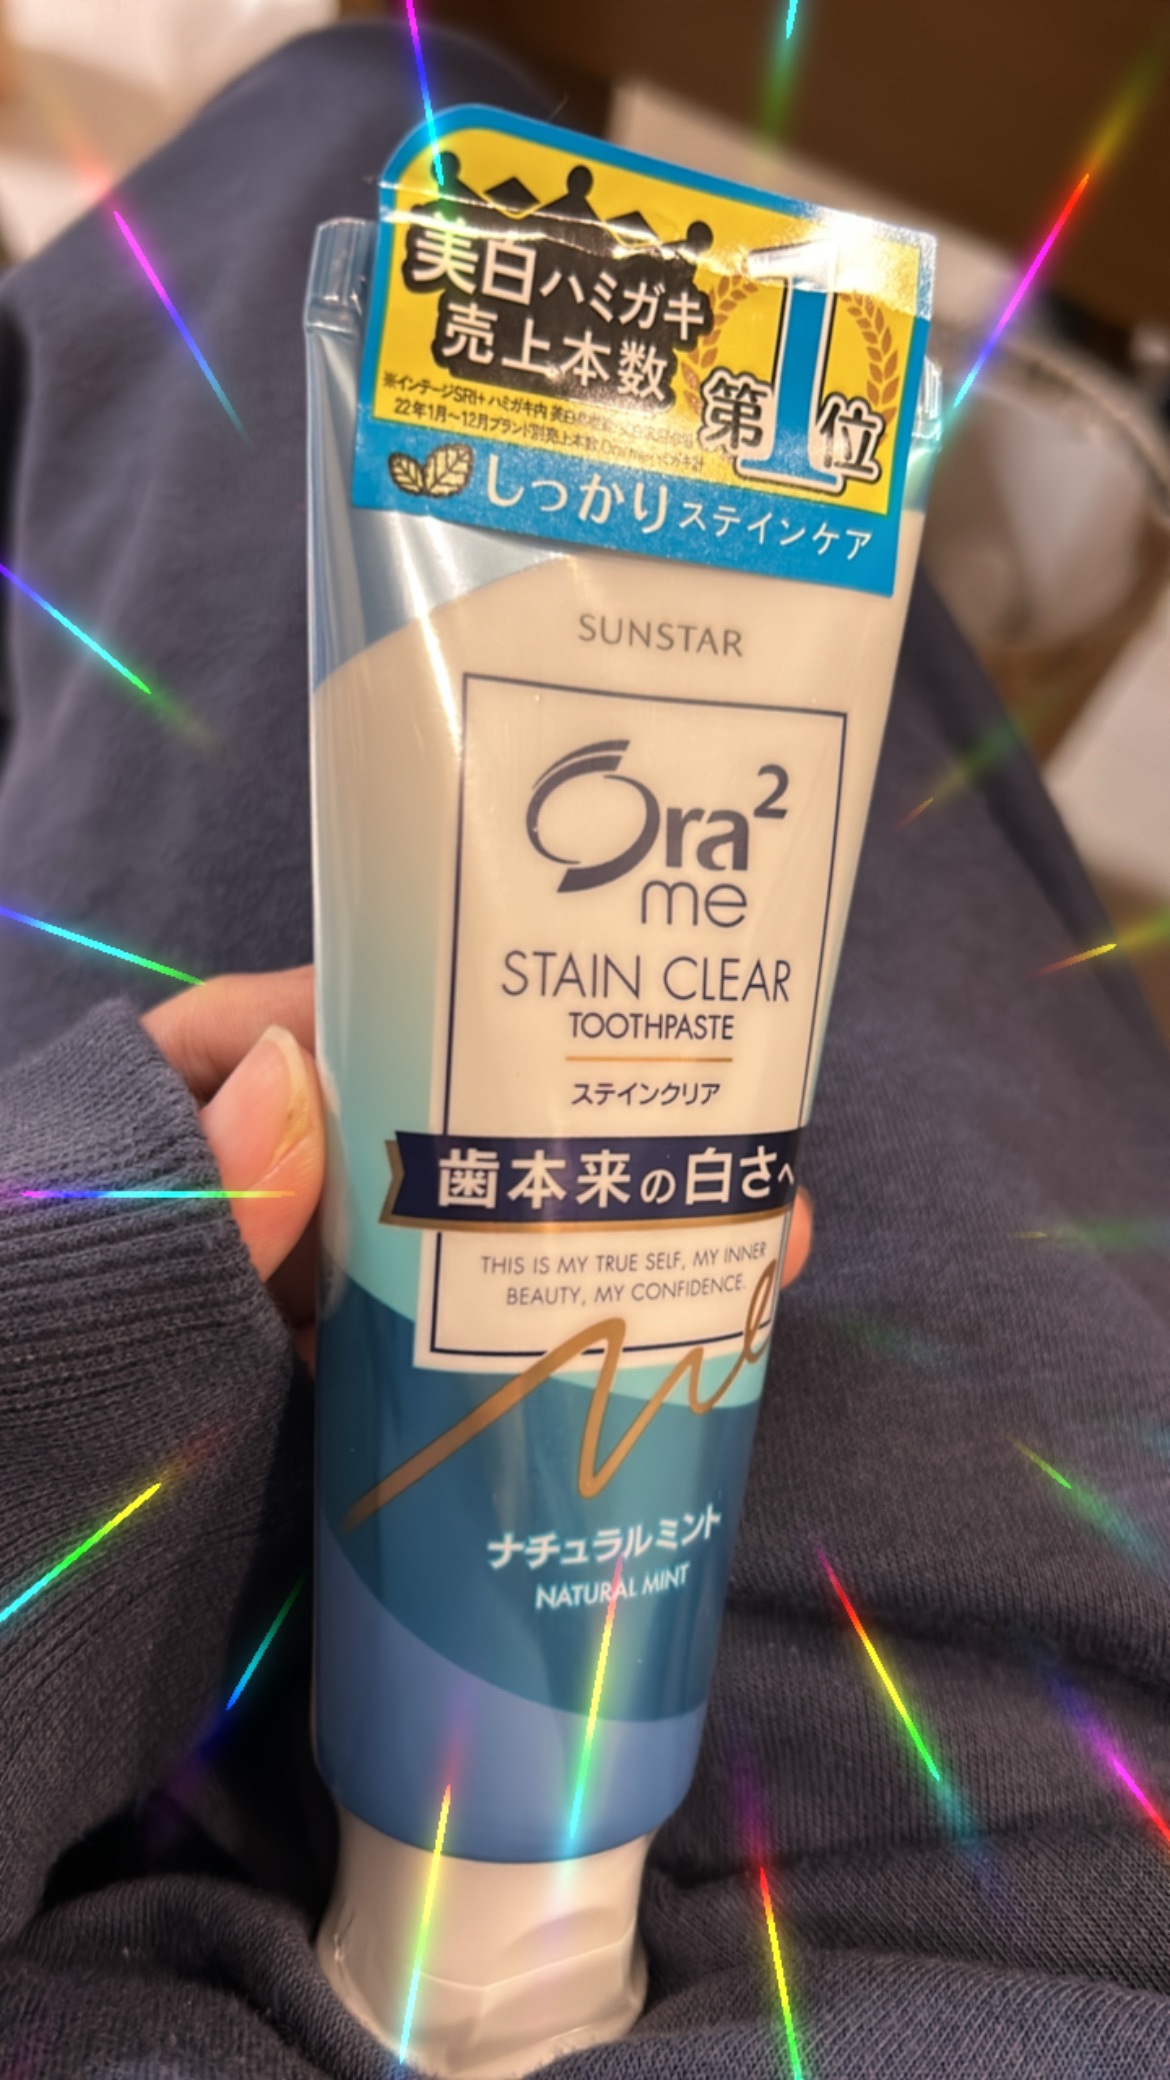 美白ハミガキ
売上本数
第1位
※インテージSRI+ ハミガキ内
22年1月～12月ブランド別売上本数
しっかりステインケア
SUNSTAR
Ora²
me
STAIN CLEAR
TOOTHPASTE
ステインクリア
歯本来の白さへ
THIS IS MY TRUE SELF, MY INNER
BEAUTY, MY CONFIDENCE.
Me
ナチュラルミント
NATURAL MINT